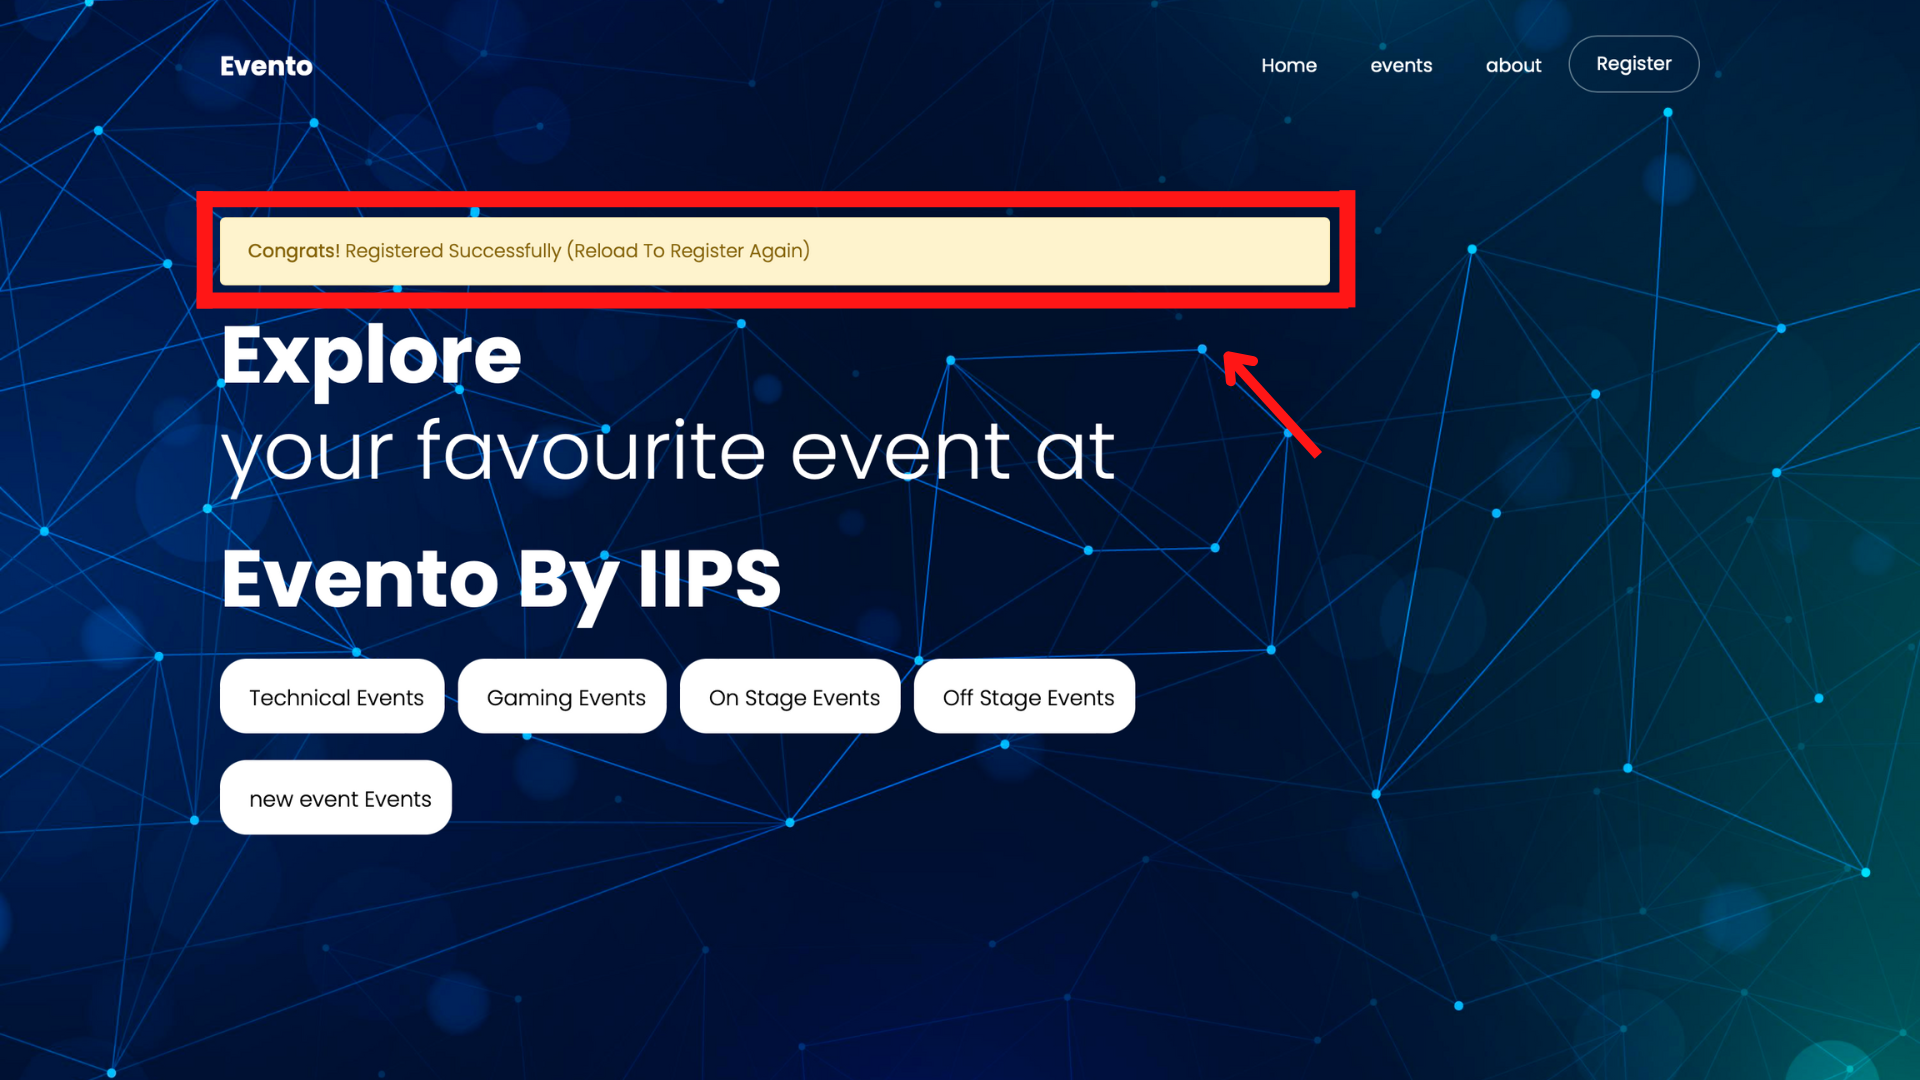 Evento
Home events about Register
Congrats! Registered Successfully (Reload To Register Again)
Explore
your favourite event at
Evento By IIPS
Technical Events Gaming Events On Stage Events Off Stage Events
new event Events